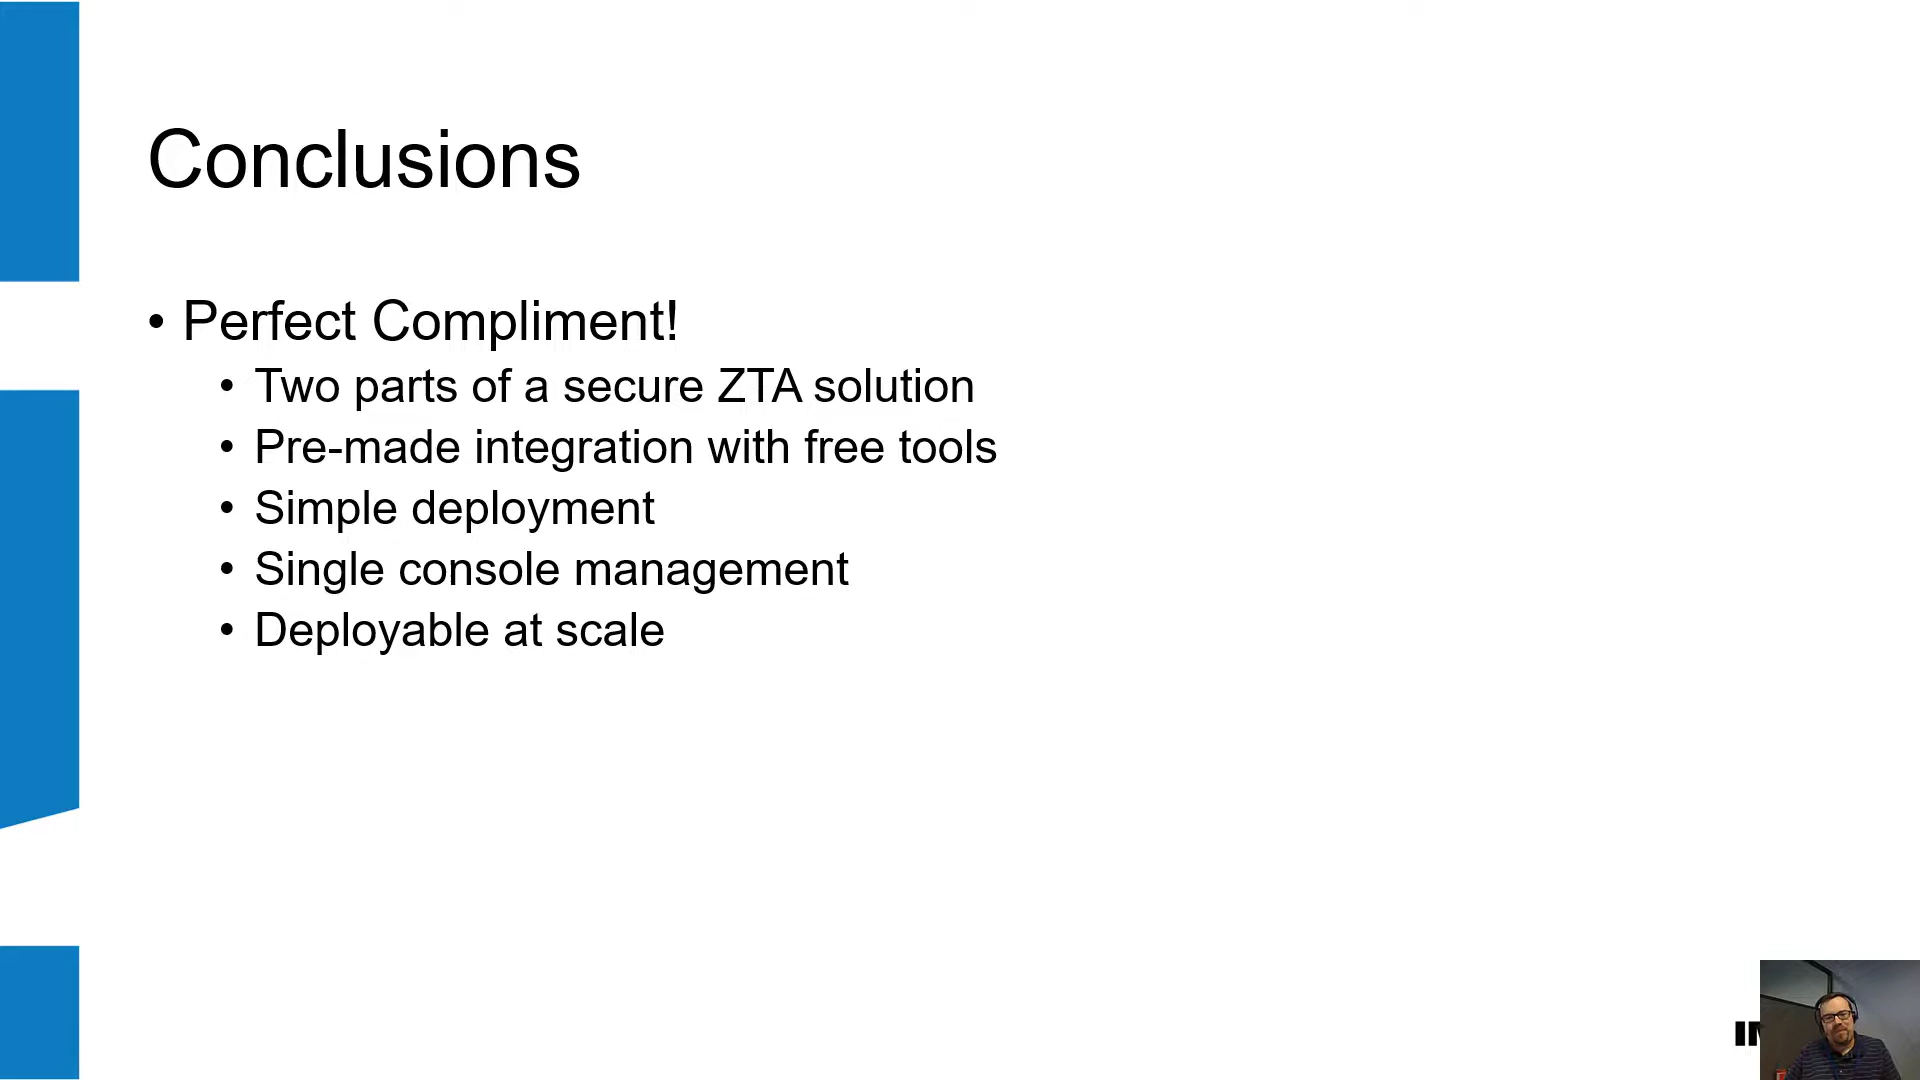 Conclusions
• Perfect Compliment!
• Two parts of a secure ZTA solution
• Pre-made integration with free tools
• Simple deployment
• Single console management
• Deployable at scale